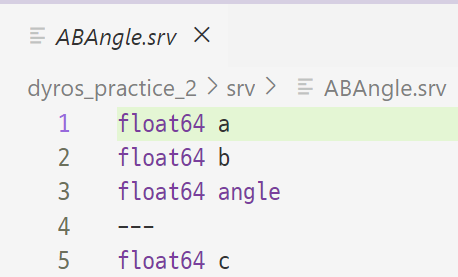 ABAngle.srv
dyros_practice_2 > srv > ABAngle.srv
1 float64 a
2 float64 b
3 float64 angle
4 ---
5 float64 c